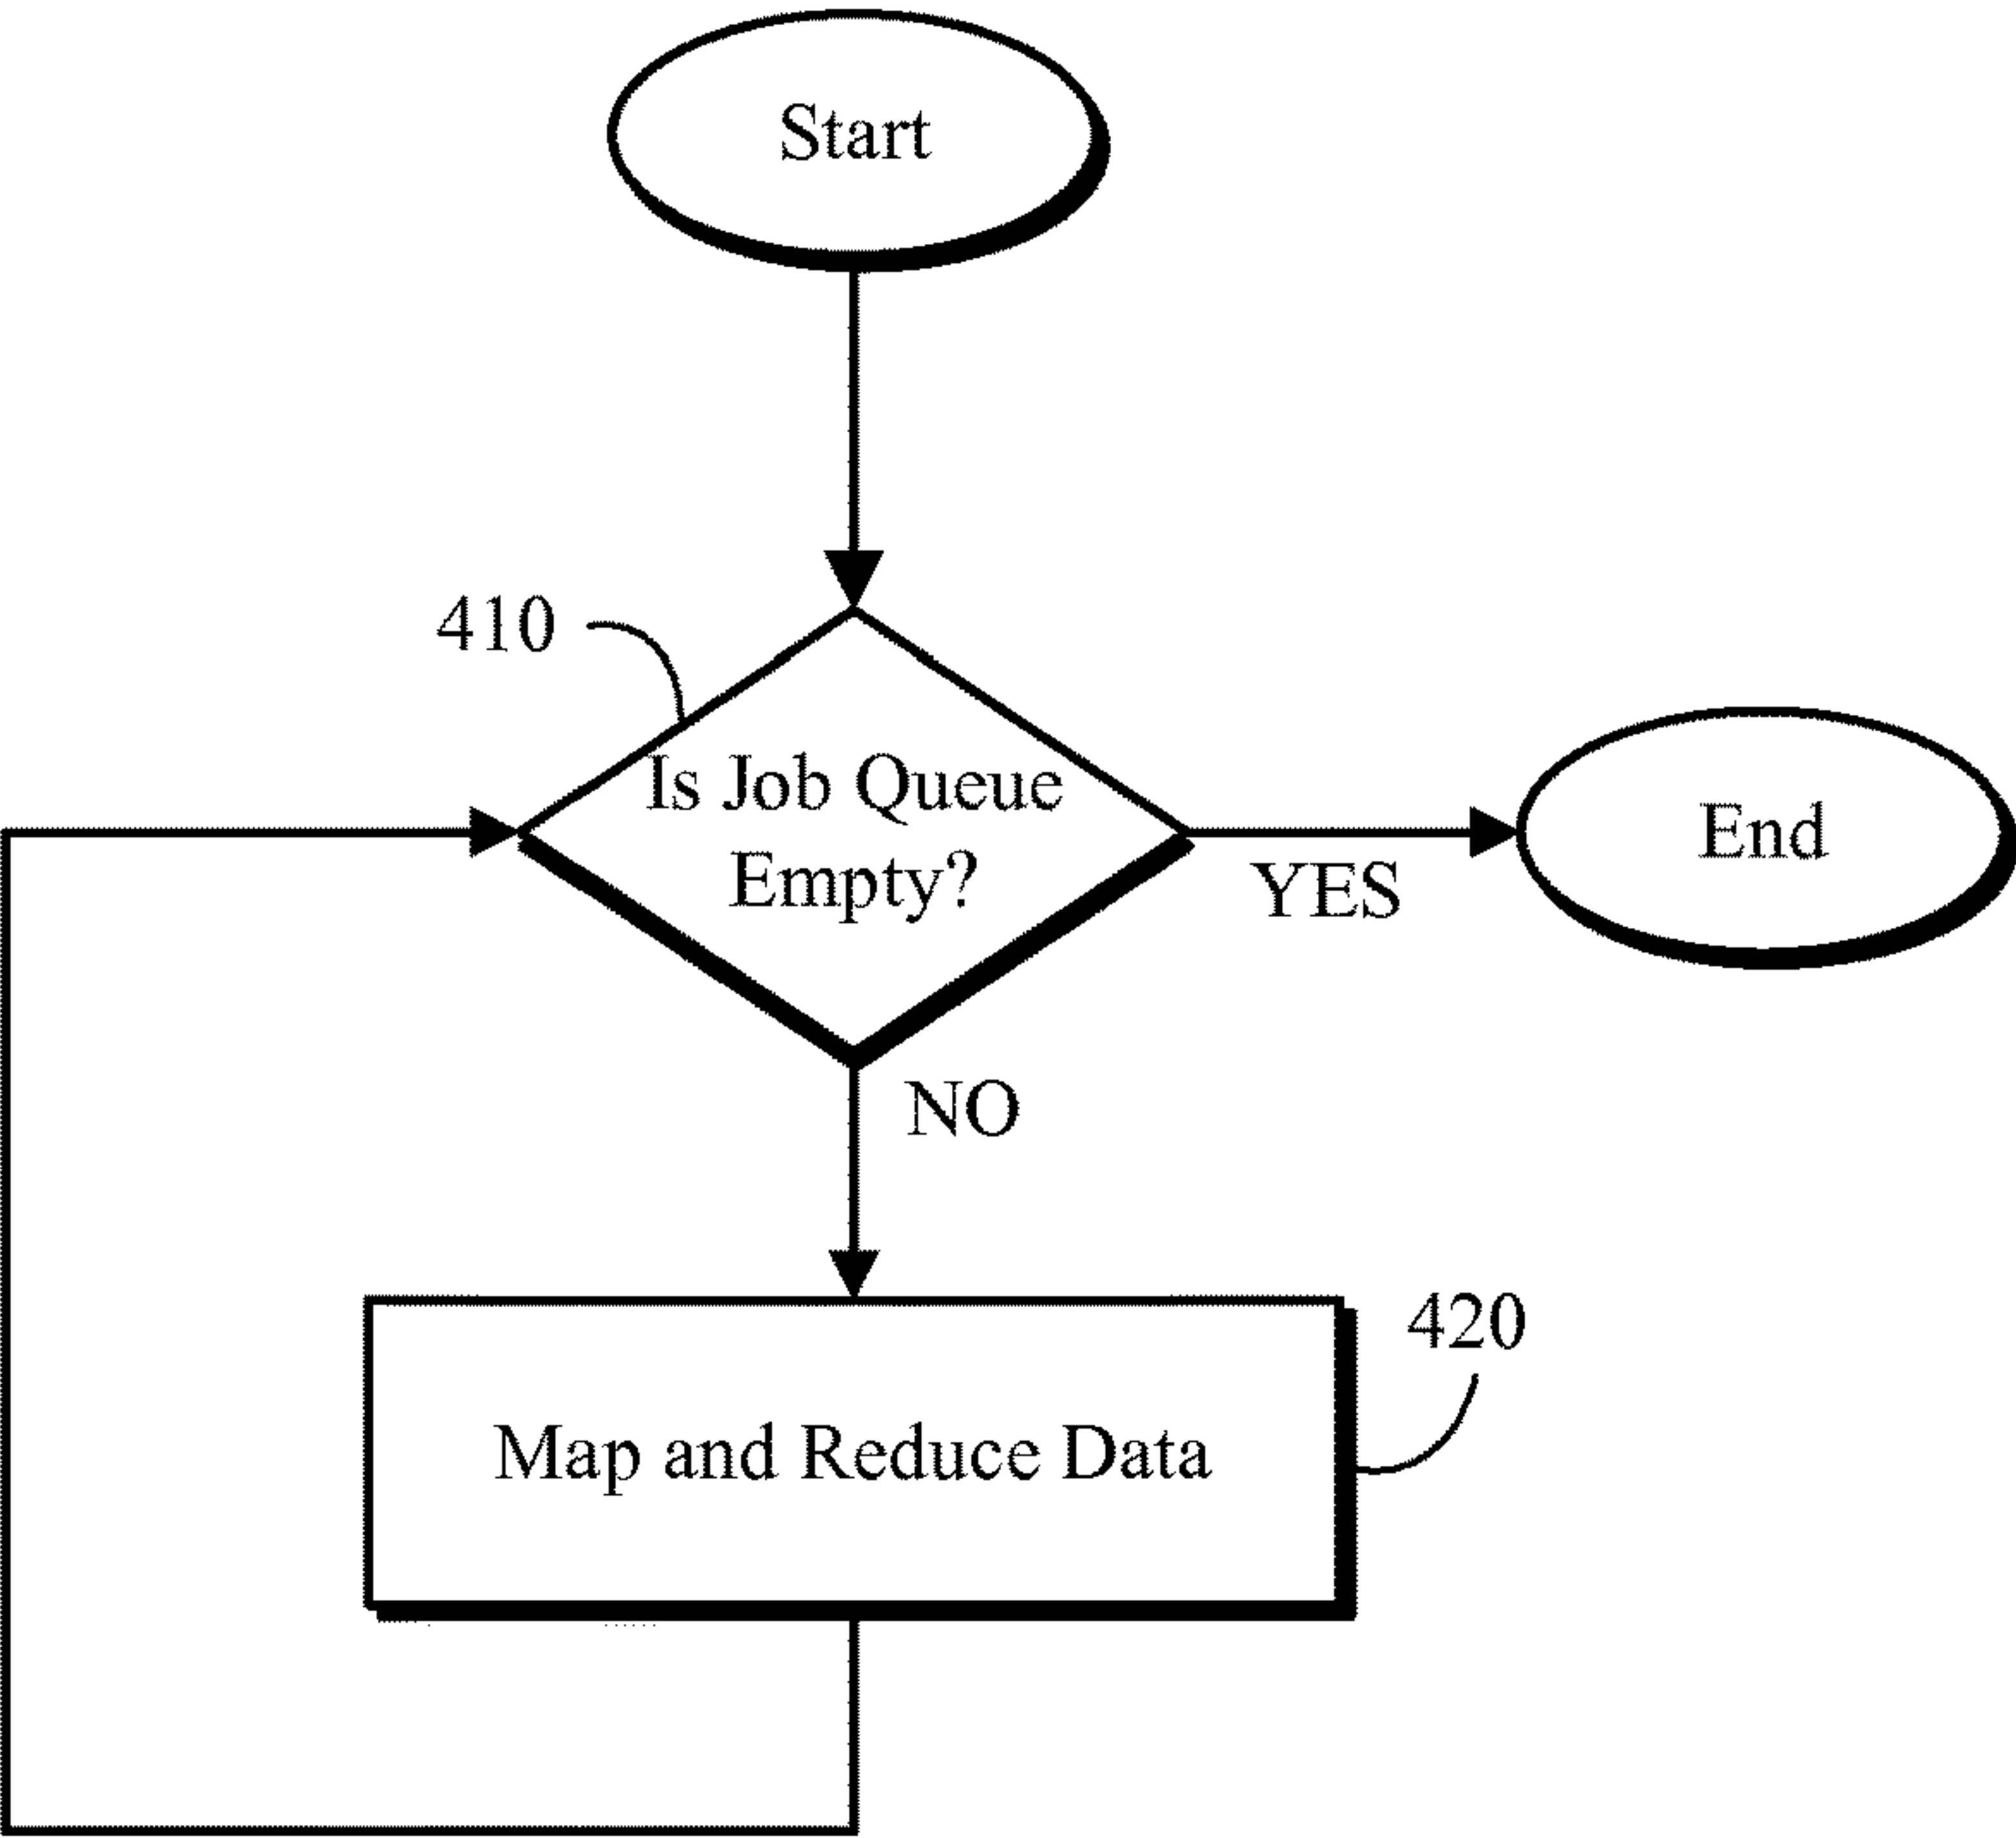 Start
410
Is Job Queue
Empty?
YES
End
NO
420
Map and Reduce Data